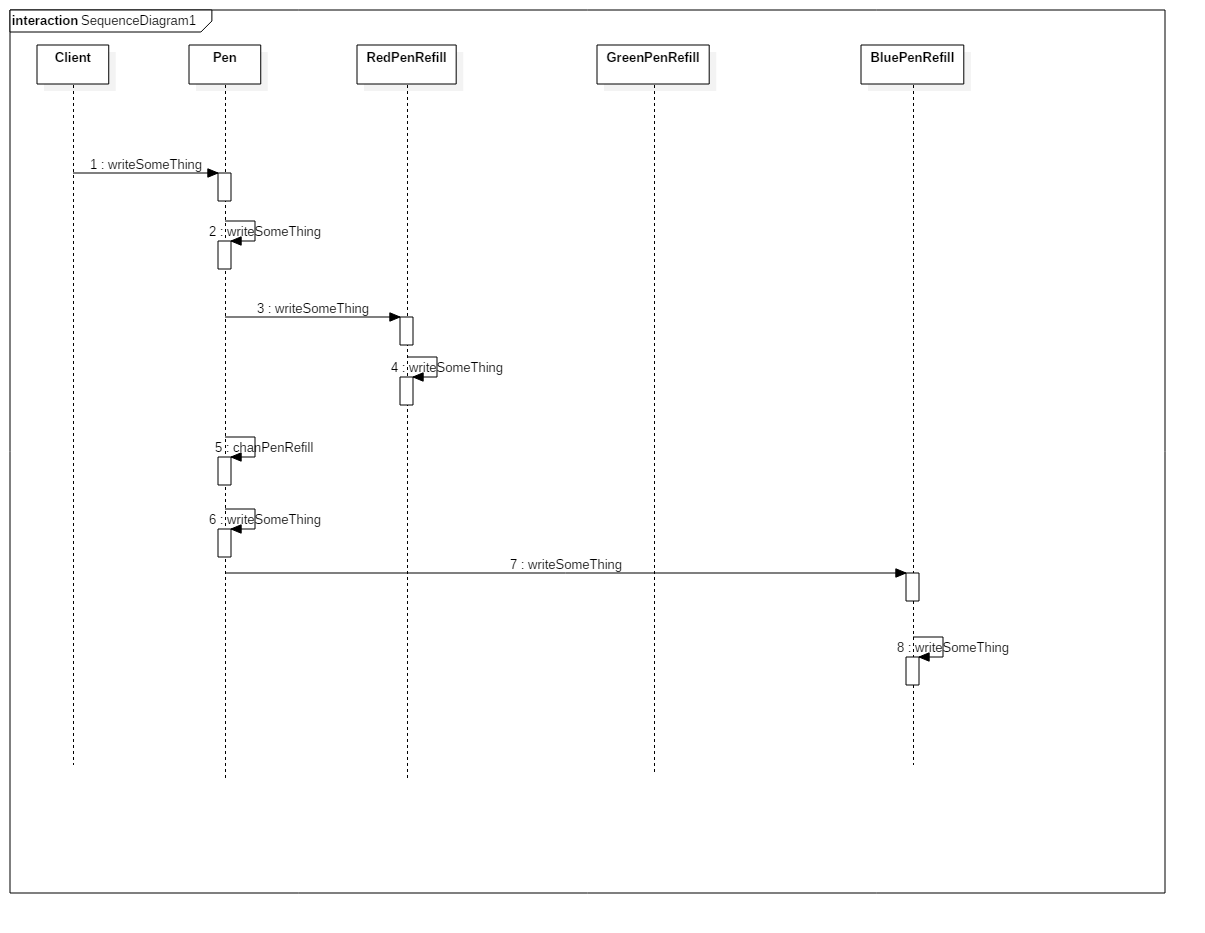 interaction SequenceDiagram1
Client
Pen
RedPenRefill
GreenPenRefill
BluePenRefill
1 : writeSomeThing
2 : writeSomeThing
3 : writeSomeThing
4 : writeSomeThing
5 : chanPenRefill
6 : writeSomeThing
7 : writeSomeThing
8 : writeSomeThing